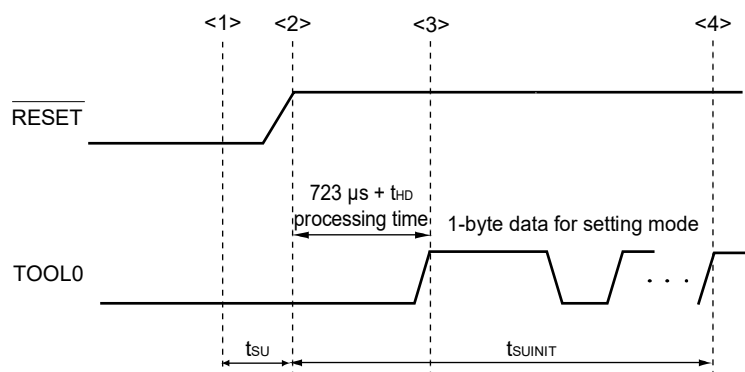 <1> <2> <3> <4>
RESET
723 µs + tHD
processing time
1-byte data for setting mode
TOOL0
. . .
tSU
tSUINIT